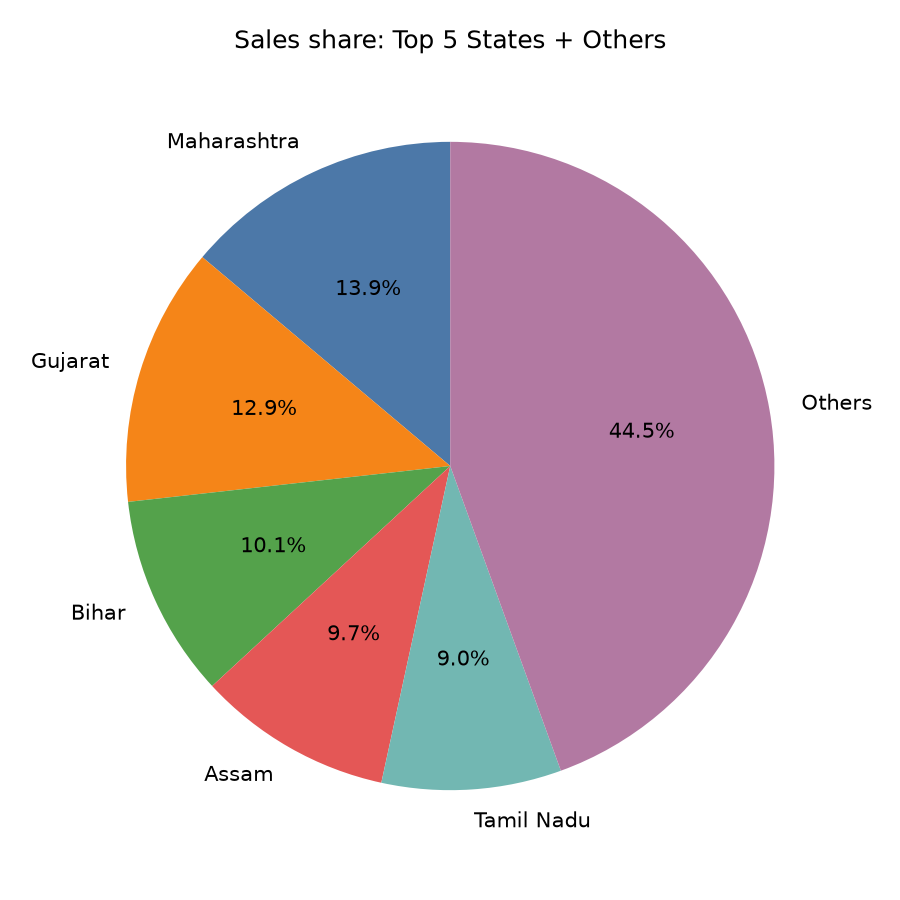 Sales share: Top 5 States + Others
Maharashtra
13.9%
Gujarat
12.9%
Others
44.5%
Bihar
10.1%
Assam
9.7%
Tamil Nadu
9.0%